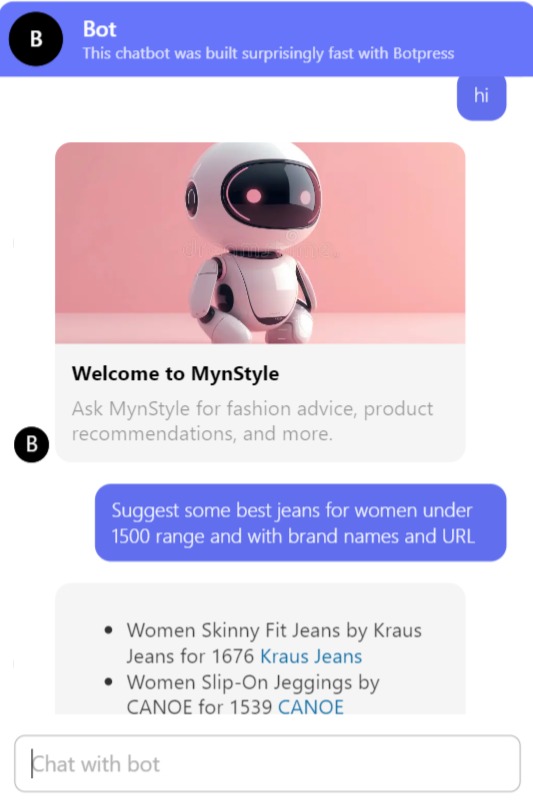 B
Bot
This chatbot was built surprisingly fast with Botpress
hi
Welcome to MynStyle
Ask MynStyle for fashion advice, product
recommendations, and more.
B
Suggest some best jeans for women under
1500 range and with brand names and URL
Women Skinny Fit Jeans by Kraus
Jeans for 1676 Kraus Jeans
Women Slip-On Jeggings by
CANOE for 1539 CANOE
Chat with bot